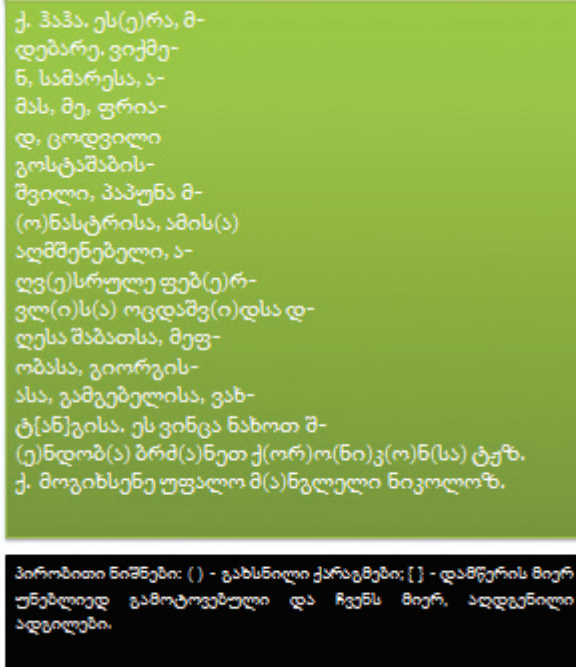 ქ. ჰაჰა. ეს(ე)რა, მ-
დებარე. ვიქმე-
ნ, სამარესა, ა-
მას, მე, ფრია-
დ, ცოდვილი
გოსტაშაბის-
შვილი, პაპუნა მ-
(ო)ნასტრისა, ამის(ა)
აღმშენებელი, ა-
ღვ(ე)სრულე ფებ(ე)რ-
ვლ(ი)ს(ა) ოცდაშვ(ი)დსა დ-
ღესა შაბათსა, მეფ-
ობასა, გიორგის-
ასა, გამგებელისა, ვახ-
ტ{ან}გისა. ეს ვინცა ნახოთ შ-
(ე)ნდობ(ა) ბრძ(ა)ნეთ ქ(ორ)ო(ნი)კ(ო)ნ(სა) ტჟზ.
ქ. მოგიხსენე უფალო მ(ა)ნგლელი ნიკოლოზ.
პირობითი ნიშნები: ( ) - გახსნილი ქარაგმები; { } - დამწერის მიერ
უნებლიედ გამოტოვებული და ჩვენს მიერ, აღდგენილი
ადგილები.